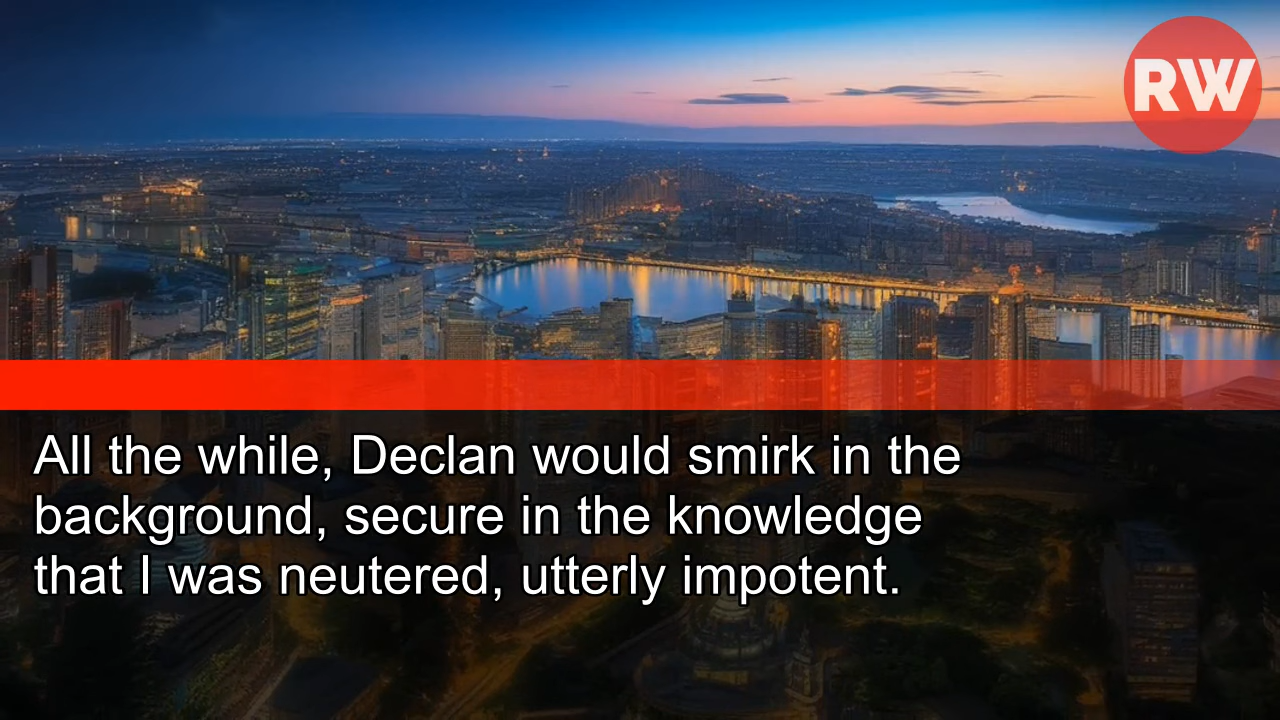 RW
All the while, Declan would smirk in the
background, secure in the knowledge
that I was neutered, utterly impotent.